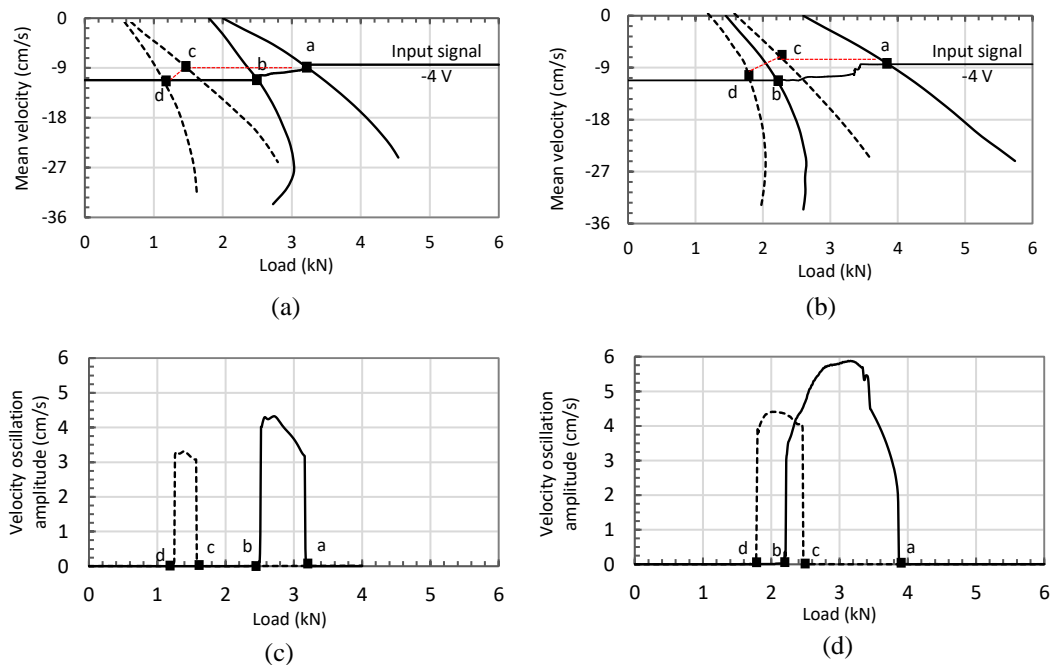 0
-9
-18
-27
-36
Mean velocity (cm/s)
a
b
c
d
Input signal
-4 V
0 1 2 3 4 5 6
Load (kN)
(a)
0
-9
-18
-27
-36
Mean velocity (cm/s)
a
b
c
d
Input signal
-4 V
0 1 2 3 4 5 6
Load (kN)
(b)
6
5
4
3
2
1
0
Velocity oscillation
amplitude (cm/s)
d c b a
0 1 2 3 4 5 6
Load (kN)
(c)
6
5
4
3
2
1
0
Velocity oscillation
amplitude (cm/s)
d b c a
0 1 2 3 4 5 6
Load (kN)
(d)